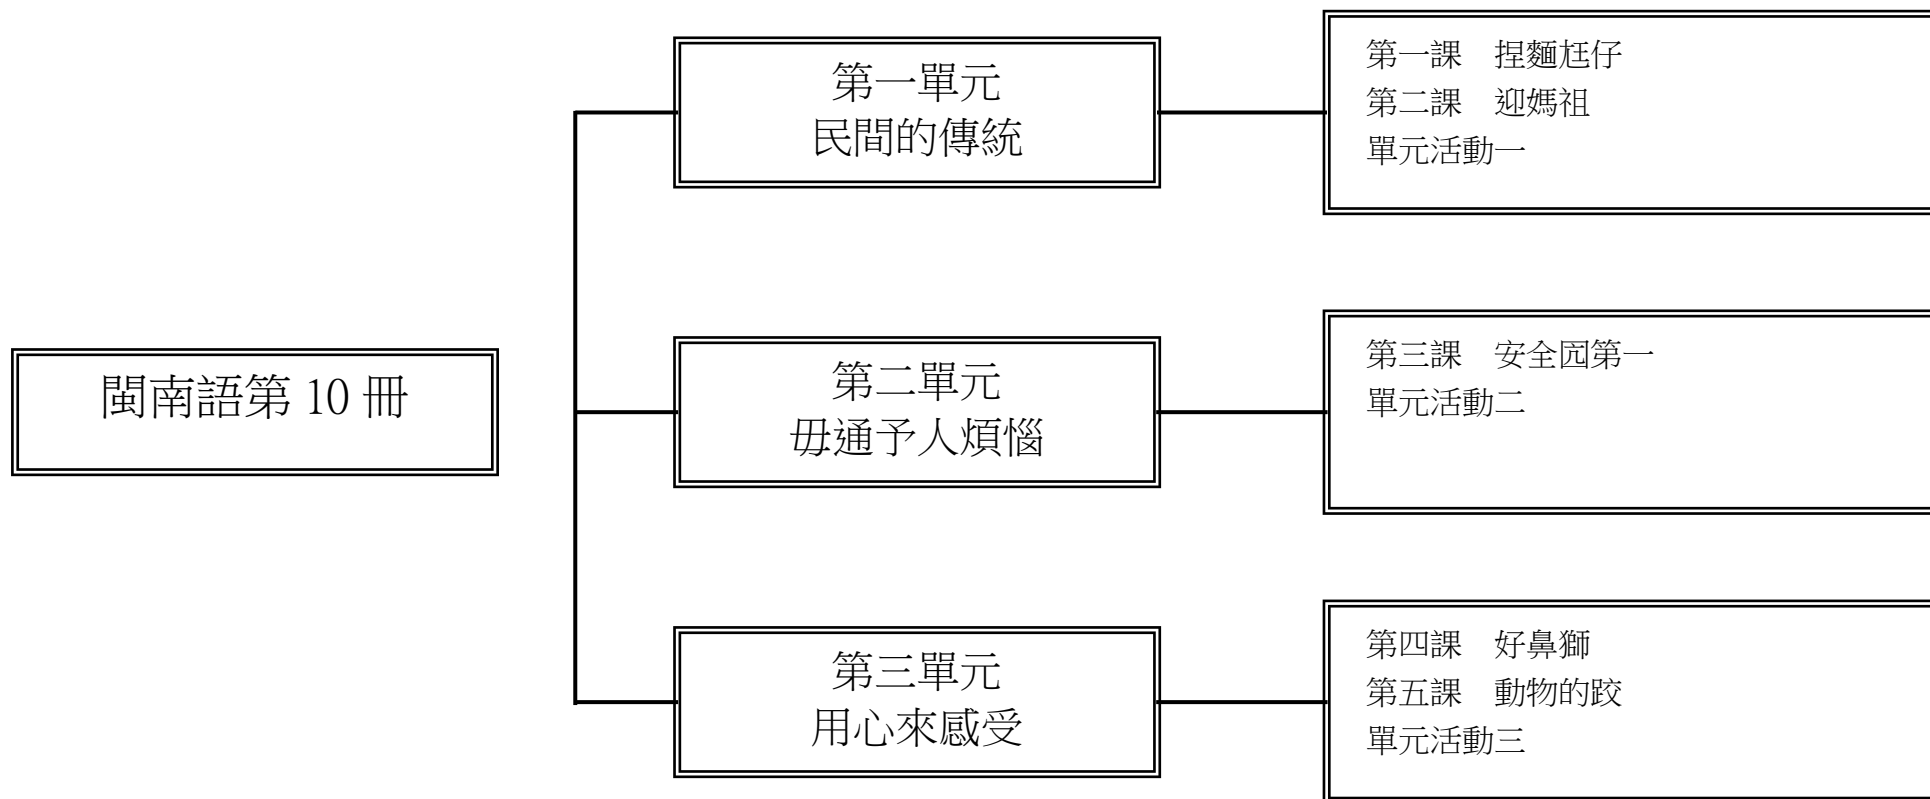 閩南語第 10 冊
第一單元
民間的傳統
第一課　捏麵尪仔
第二課　迎媽祖
單元活動一
第二單元
毋通予人煩惱
第三課　安全囥第一
單元活動二
第三單元
用心來感受
第四課　好鼻獅
第五課　動物的跤
單元活動三